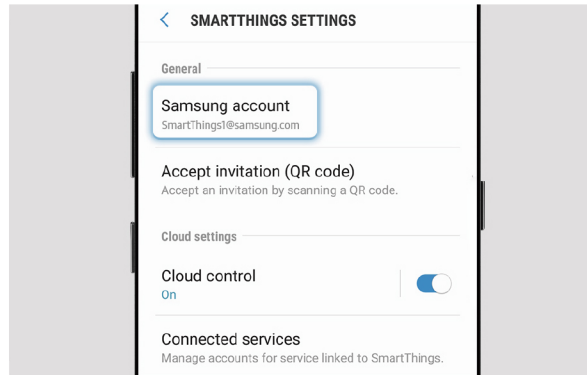 SMARTTHINGS SETTINGS
General
Samsung account
SmartThings1@samsung.com
Accept invitation (QR code)
Accept an invitation by scanning a QR code.
Cloud settings
Cloud control
On
Connected services
Manage accounts for service linked to SmartThings.